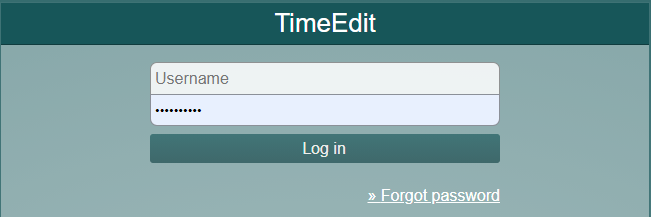 TimeEdit
Username
••••••••••
Log in
» Forgot password